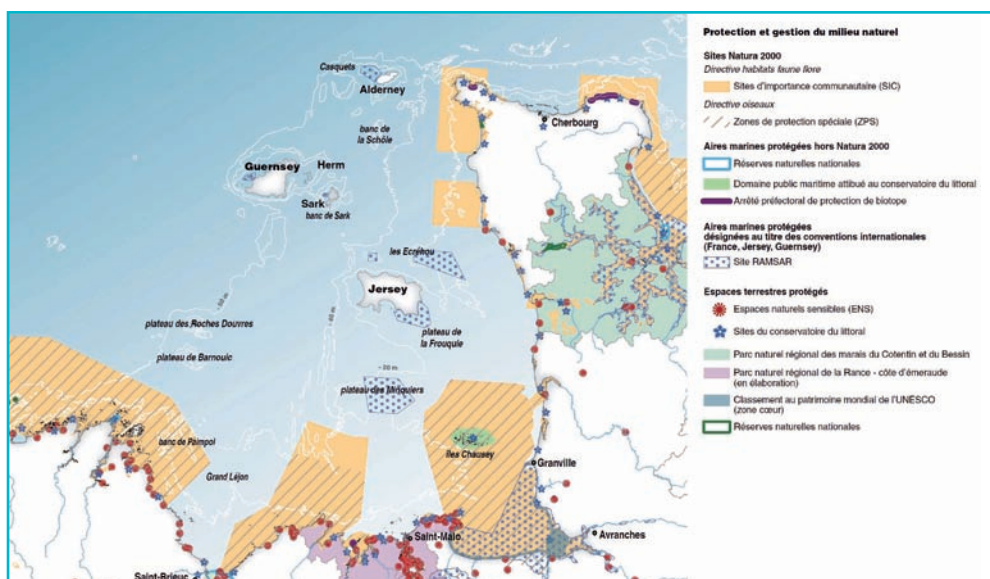 Casquets
Alderney
banc de
la Schôle
Cherbourg
Guernsey
Herm
Sark
banc de Sark
les Ecréhou
Jersey
- 50 m
plateau des Roches Douvres
plateau de Barnouic
plateau de
la Frouquie
- 20 m
plateau des Minquiers
banc de Paimpol
îles Chausey
Grand Léjon
Granville
Saint-Malo
Avranches
Saint-Brieuc
Protection et gestion du milieu naturel
Sites Natura 2000
Directive habitats faune flore
Sites d'importance communautaire (SIC)
Directive oiseaux
Zones de protection spéciale (ZPS)
Aires marines protégées hors Natura 2000
Réserves naturelles nationales
Domaine public maritime attibué au conservatoire du littoral
Arrêté préfectoral de protection de biotope
Aires marines protégées
désignées au titre des conventions internationales
(France, Jersey, Guernsey)
Site RAMSAR
Espaces terrestres protégés
Espaces naturels sensibles (ENS)
Sites du conservatoire du littoral
Parc naturel régional des marais du Cotentin et du Bessin
Parc naturel régional de la Rance - côte d'émeraude
(en élaboration)
Classement au patrimoine mondial de l'UNESCO
(zone cœur)
Réserves naturelles nationales